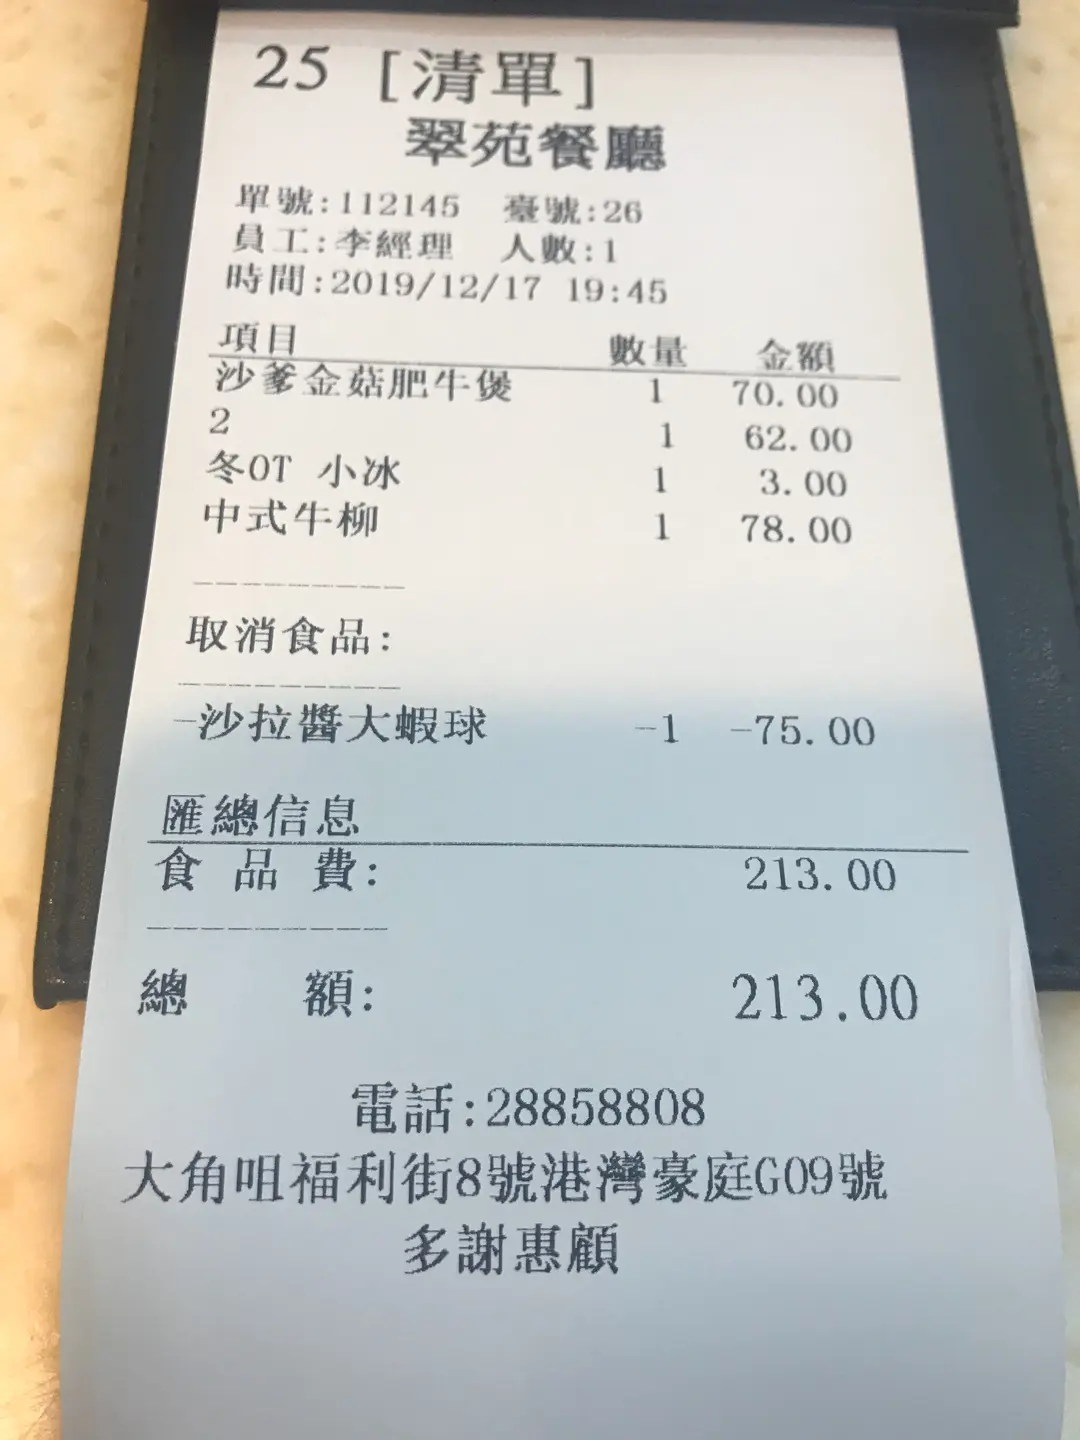 25 [清單]
翠苑餐廳
單號:112145 臺號:26
員工:李經理 人數:1
時間:2019/12/17 19:45
項目 數量 金額
沙爹金菇肥牛煲 1 70.00
2 1 62.00
冬OT 小冰 1 3.00
中式牛柳 1 78.00
---------
取消食品:
----------
-沙拉醬大蝦球 -1 -75.00
匯總信息
食 品 費: 213.00
----------
總 額: 213.00
電話:28858808
大角咀福利街8號港灣豪庭G09號
多謝惠顧